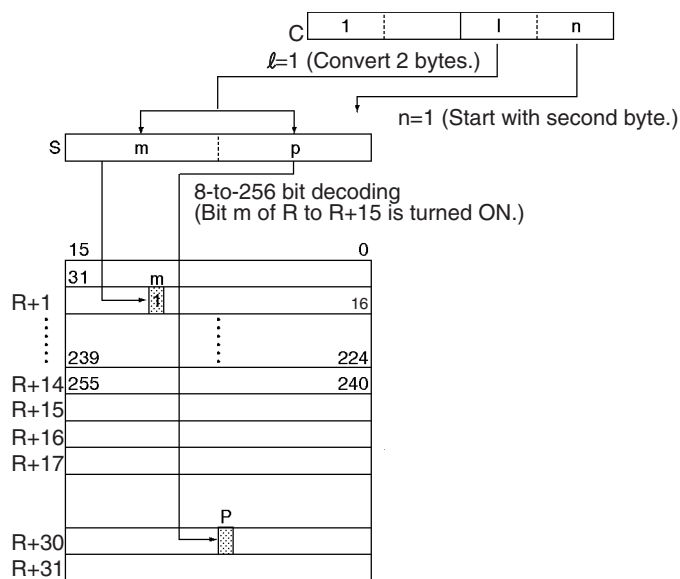 C 1 l n
ℓ=1 (Convert 2 bytes.)
n=1 (Start with second byte.)
S m p
8-to-256 bit decoding
(Bit m of R to R+15 is turned ON.)
15 0
31 m
R+1 1 16
239 224
R+14 255 240
R+15
R+16
R+17
P
R+30
R+31